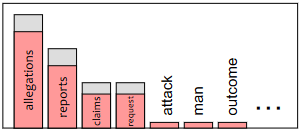 allegations
reports
claims
request
attack
man
outcome
...